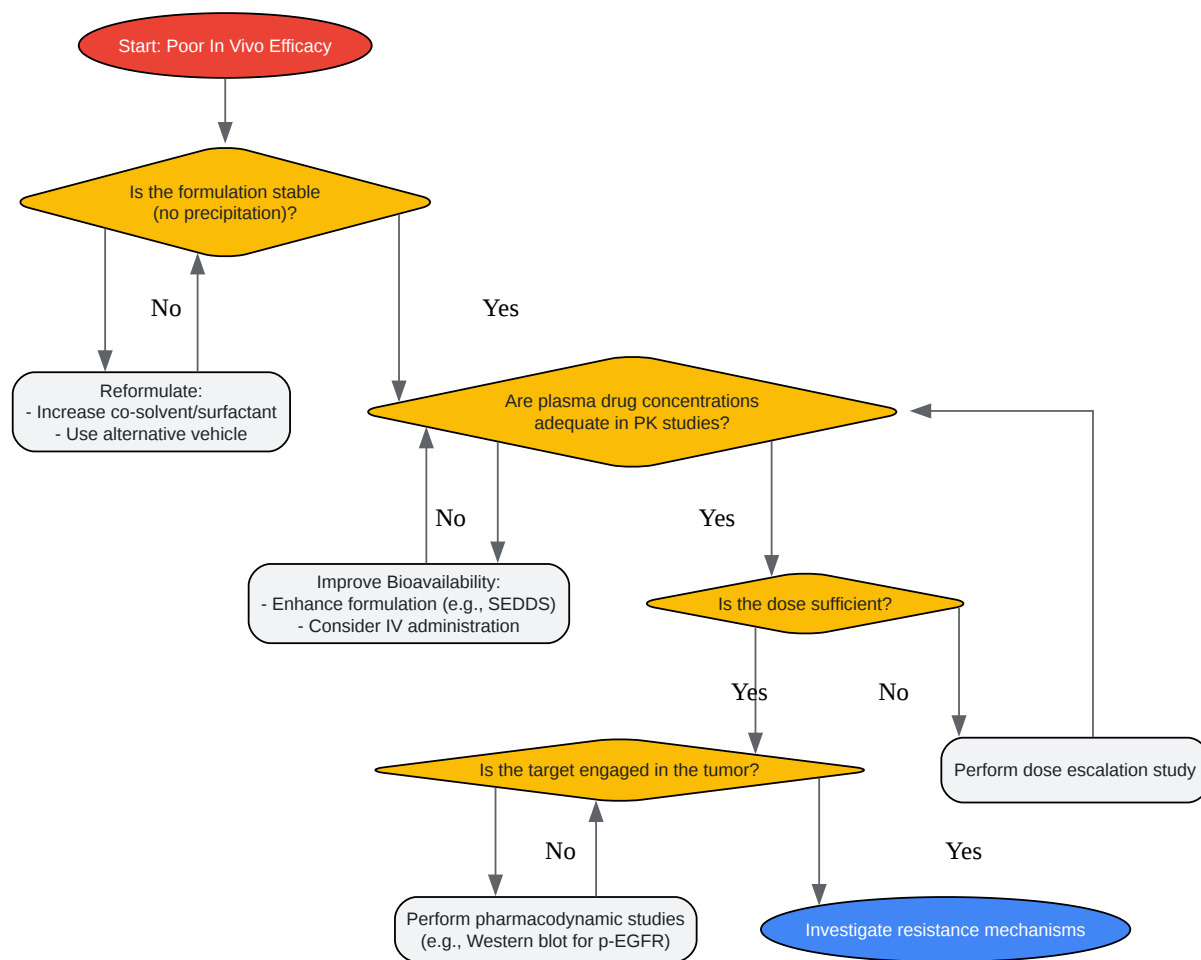 Start: Poor In Vivo Efficacy
Is the formulation stable
(no precipitation)?
No
Yes
Reformulate:
- Increase co-solvent/surfactant
- Use alternative vehicle
Are plasma drug concentrations
adequate in PK studies?
No
Yes
Improve Bioavailability:
- Enhance formulation (e.g., SEDDS)
- Consider IV administration
Is the dose sufficient?
Yes
No
Is the target engaged in the tumor?
Perform dose escalation study
No
Yes
Perform pharmacodynamic studies
(e.g., Western blot for p-EGFR)
Investigate resistance mechanisms